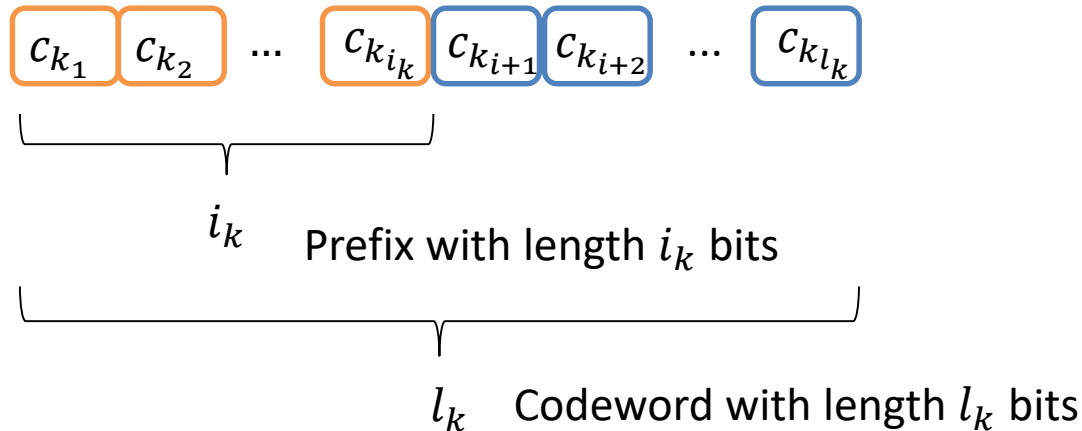 $c_{k_1}$ $c_{k_2}$ ... $c_{k_{i_k}}$ $c_{k_{i+1}}$ $c_{k_{i+2}}$ ... $c_{k_{l_k}}$
$i_k$ Prefix with length $i_k$ bits
$l_k$ Codeword with length $l_k$ bits